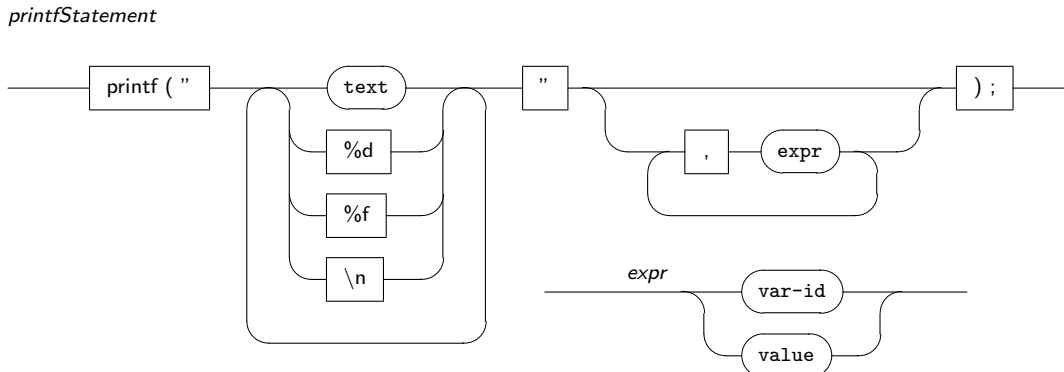 printfStatement
printf ( " text " ) ;
%d , expr
%f
\n
expr var-id
value